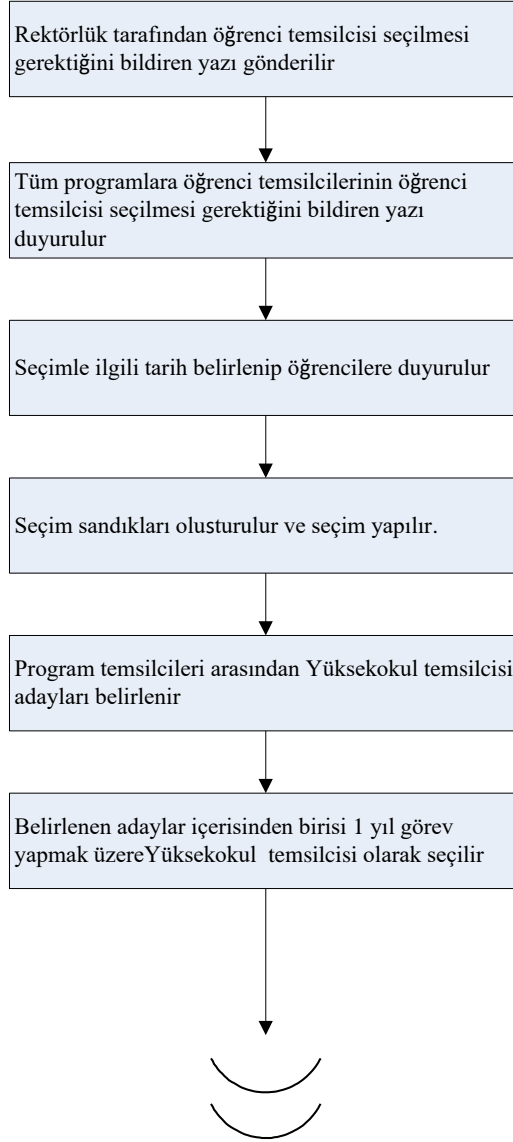 Rektörlük tarafından öğrenci temsilcisi seçilmesi
gerektiğini bildiren yazı gönderilir
Tüm programlara öğrenci temsilcilerinin öğrenci
temsilcisi seçilmesi gerektiğini bildiren yazı
duyurulur
Seçimle ilgili tarih belirlenip öğrencilere duyurulur
Seçim sandıkları oluşturulur ve seçim yapılır.
Program temsilcileri arasından Yüksekokul temsilcisi
adayları belirlenir
Belirlenen adaylar içerisinden birisi 1 yıl görev
yapmak üzereYüksekokul temsilcisi olarak seçilir